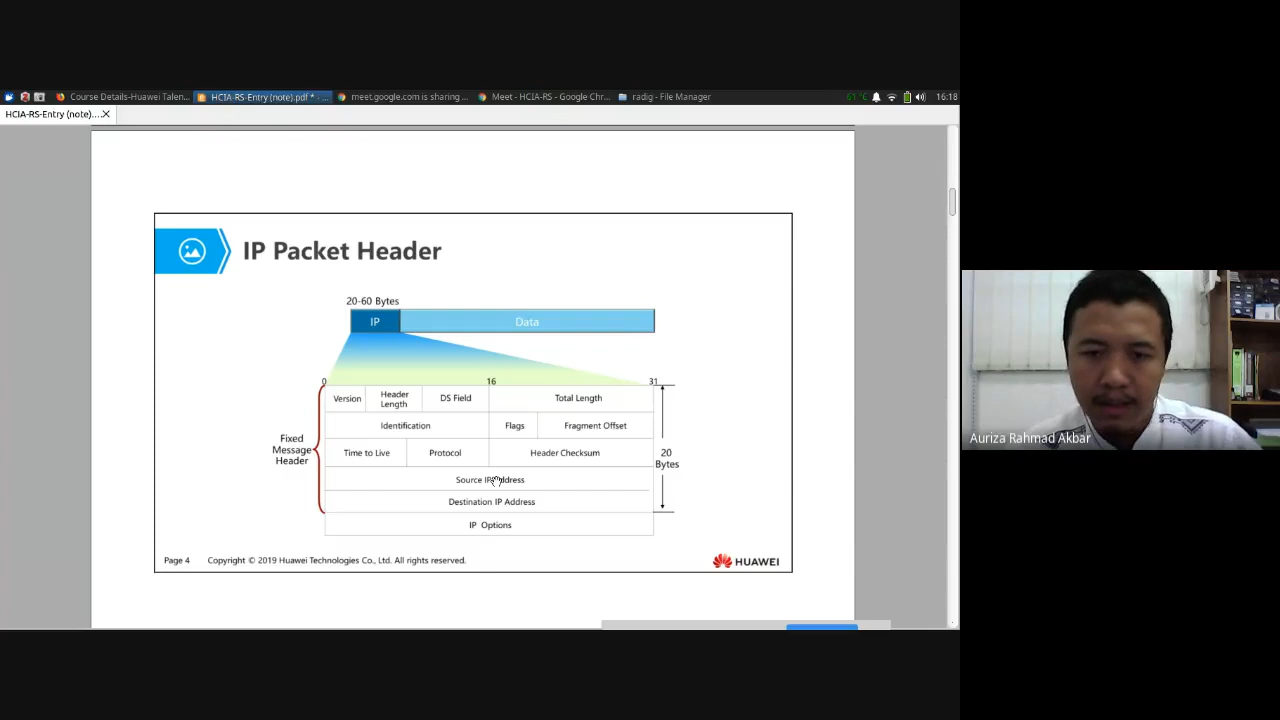 Course Details-Huawei Talen...
HCIA-RS-Entry (note).pdf * -...
meet.google.com is sharing ...
Meet - HCIA-RS - Google Chr...
radig - File Manager
61°C
16:18
HCIA-RS-Entry (note)....
IP Packet Header
20-60 Bytes
IP
Data
0
16
31
Version
Header Length
DS Field
Total Length
Identification
Flags
Fragment Offset
Time to Live
Protocol
Header Checksum
Source IP Address
Destination IP Address
IP Options
Fixed
Message
Header
20
Bytes
Page 4
Copyright © 2019 Huawei Technologies Co., Ltd. All rights reserved.
HUAWEI
Auriza Rahmad Akbar